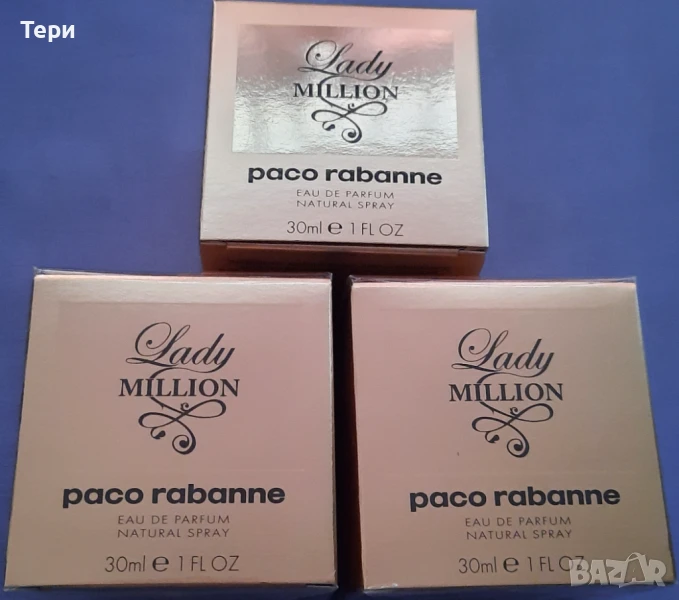 Тери
Lady
MILLION
paco rabanne
EAU DE PARFUM
NATURAL SPRAY
30ml e 1 FL OZ
Lady
MILLION
paco rabanne
EAU DE PARFUM
NATURAL SPRAY
30ml e 1 FL OZ
Lady
MILLION
paco rabanne
EAU DE PARFUM
NATURAL SPRAY
30ml e 1 FL OZ
BAZAR